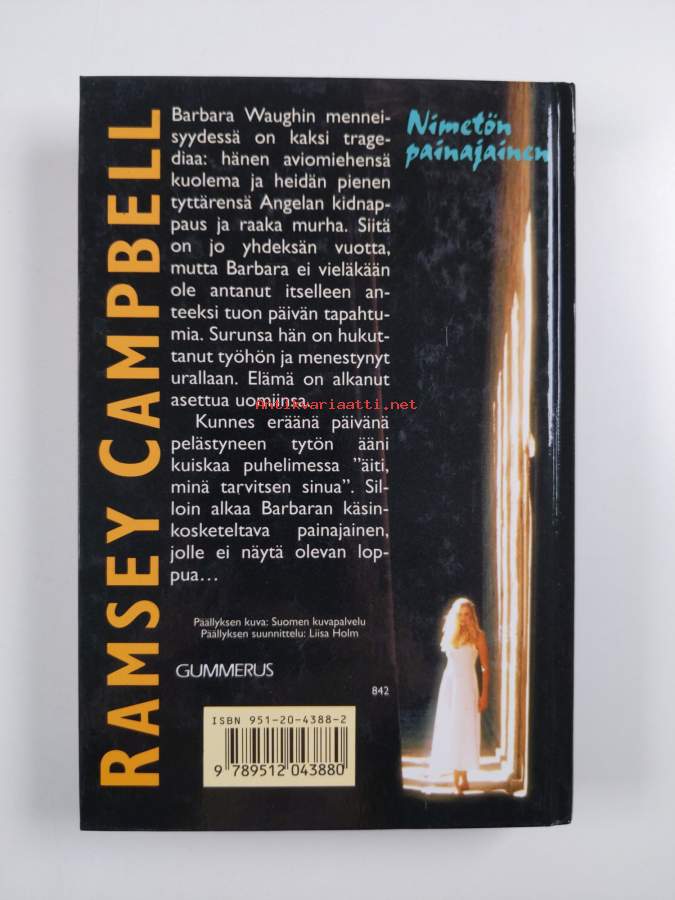 RAMSEY CAMPBELL
Nimetön
painajainen
Barbara Waughin mennei-
syydessä on kaksi trage-
diaa: hänen aviomiehensä
kuolema ja heidän pienen
tyttärensä Angelan kidnap-
paus ja raaka murha. Siitä
on jo yhdeksän vuotta,
mutta Barbara ei vieläkään
ole antanut itselleen an-
teeksi tuon päivän tapahtu-
mia. Surunsa hän on hukut-
tanut työhön ja menestynyt
urallaan. Elämä on alkanut
asettua uomiinsa.
Antikvariaatti.net
Kunnes eräänä päivänä
pelästyneen tytön ääni
kuiskaa puhelimessa ”äiti,
minä tarvitsen sinua”. Sil-
loin alkaa Barbaran käsin-
kosketeltava painajainen,
jolle ei näytä olevan lop-
pua...
Päällyksen kuva: Suomen kuvapalvelu
Päällyksen suunnittelu: Liisa Holm
GUMMERUS
842
ISBN 951-20-4388-2
9 789512 043880